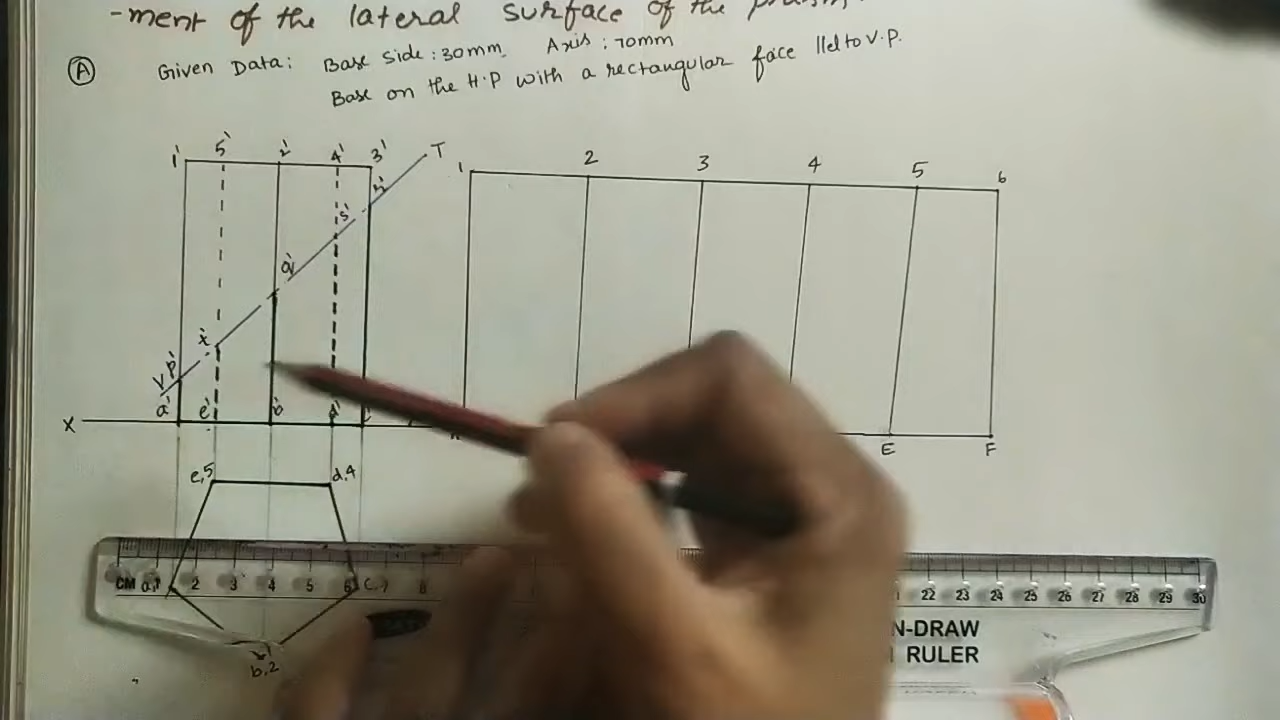 -ment of the lateral surface of the
A Given Data: Base side: 30mm. Axis: 70mm
Base on the H.P with a rectangular face llel to V.P.
1' 5' 2' 4' 3' T
1 2 3 4 5 6
r'
s'
q'
t'
V p'
a' e' b'
X
E F
e,5 d,4
CM 2 3 4 5 6 8 22 23 24 25 26 27 28 29 30
N-DRAW
RULER
b,2